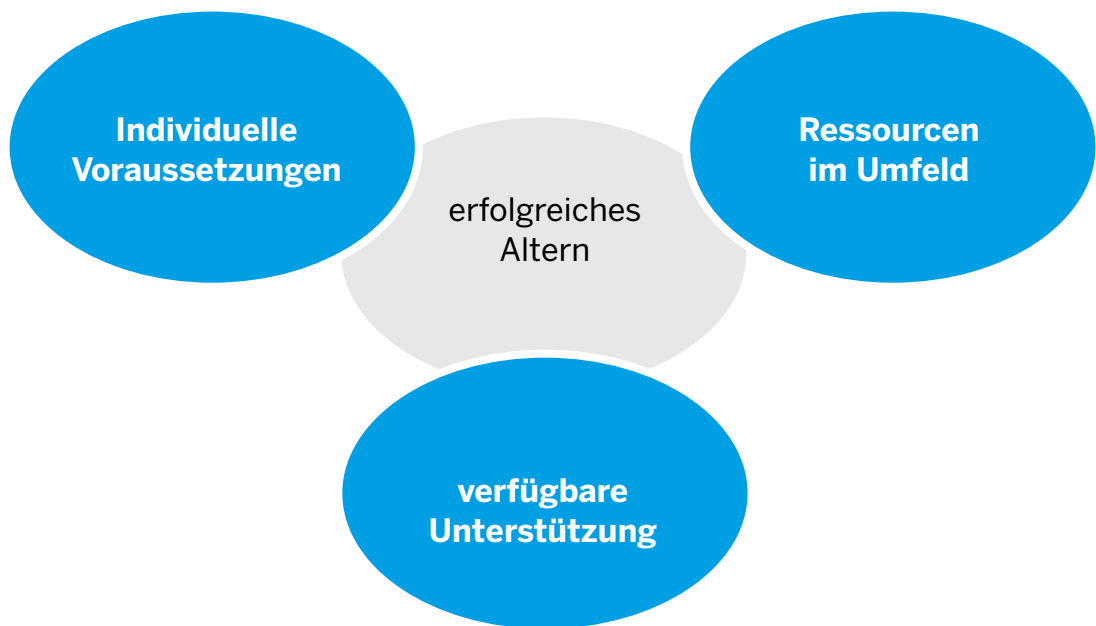 Individuelle
Voraussetzungen
Ressourcen
im Umfeld
erfolgreiches
Altern
verfügbare
Unterstützung